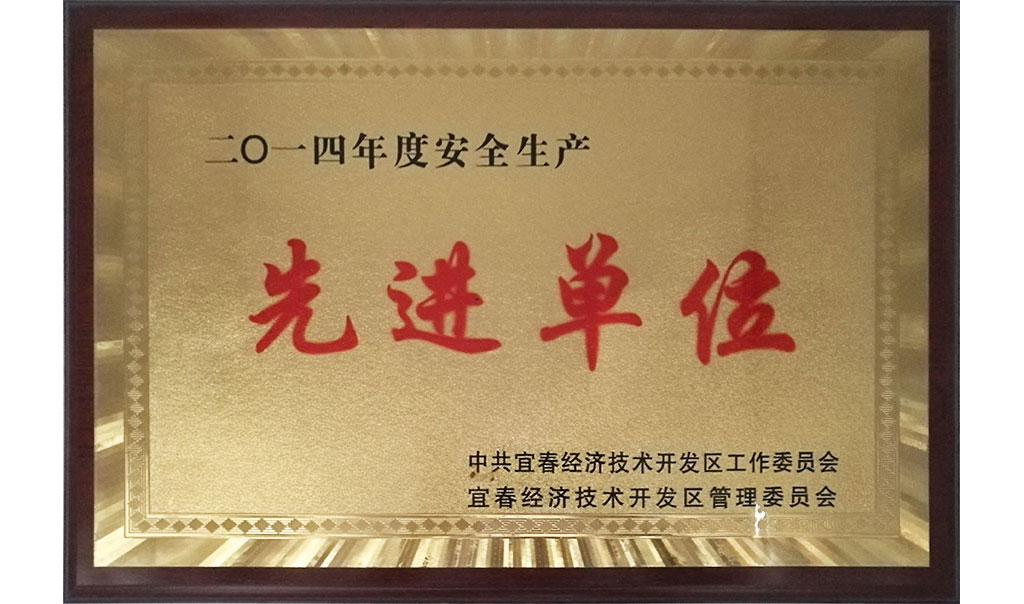 二〇一四年度安全生产
先进单位
中共宜春经济技术开发区工作委员会
宜春经济技术开发区管理委员会